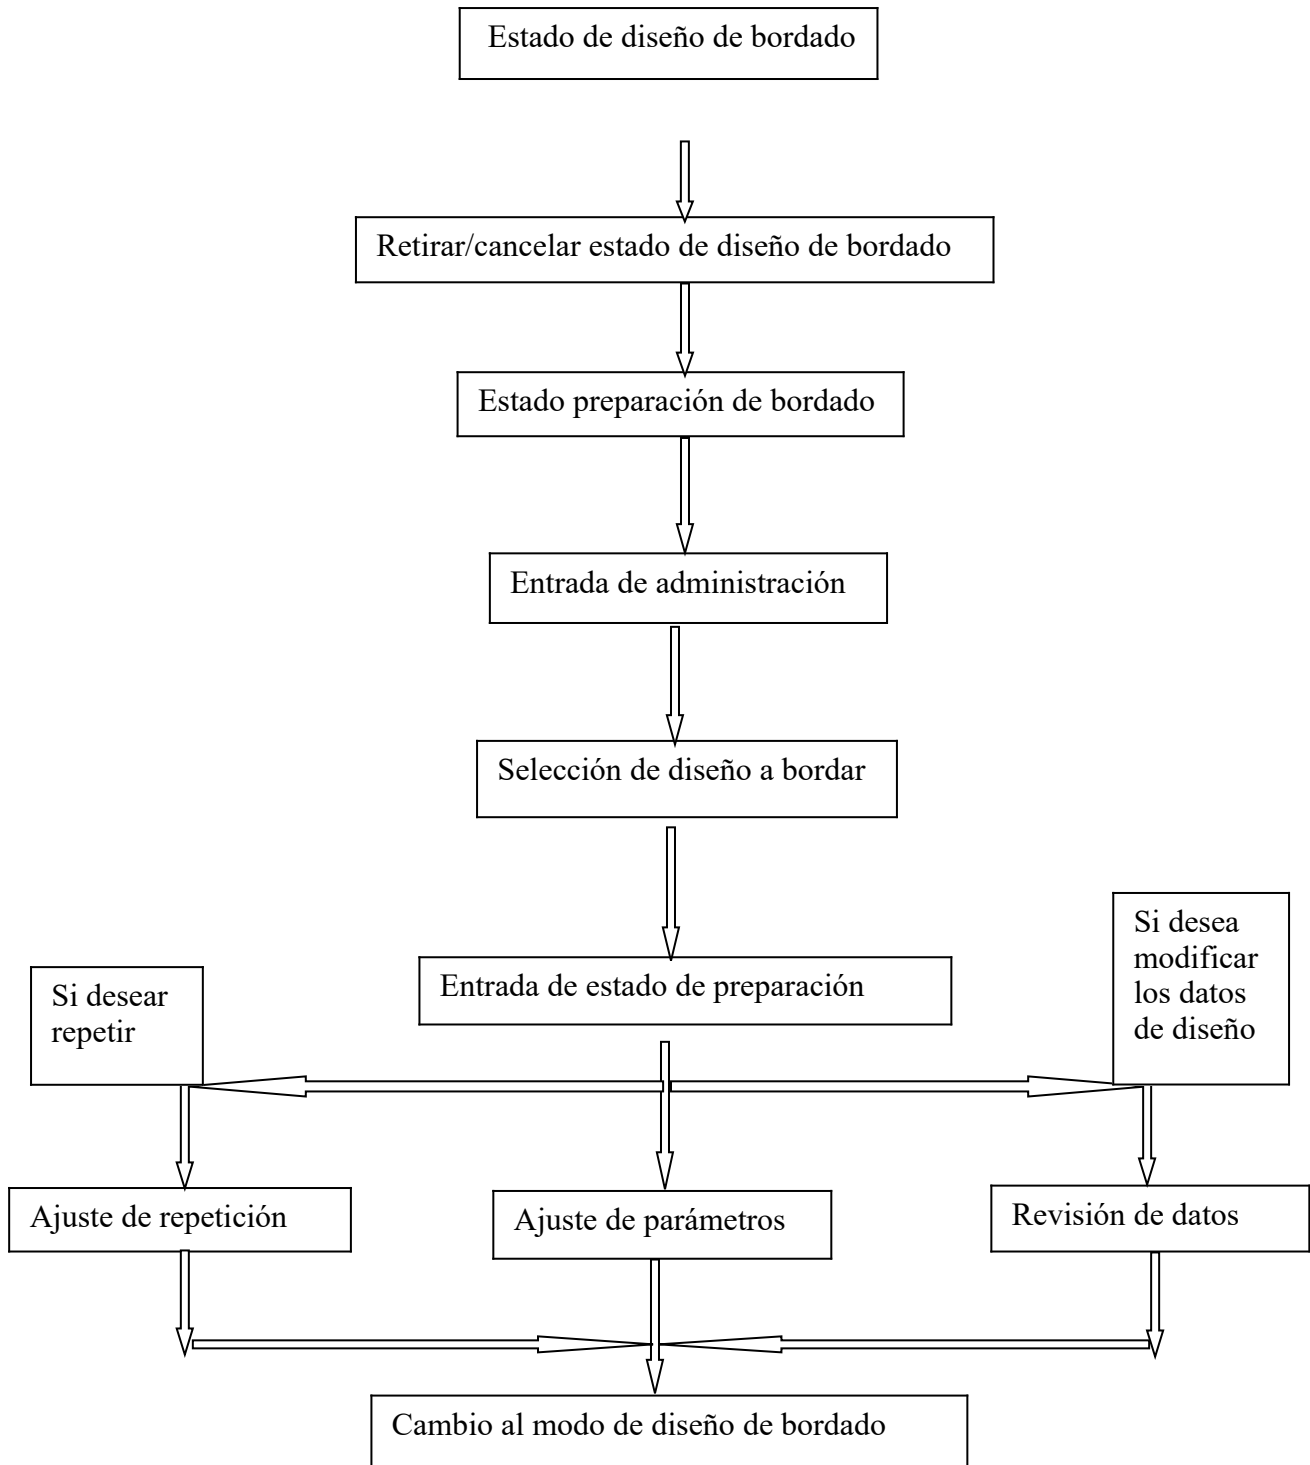 Estado de diseño de bordado
Retirar/cancelar estado de diseño de bordado
Estado preparación de bordado
Entrada de administración
Selección de diseño a bordar
Entrada de estado de preparación
Si desear
repetir
Si desea
modificar
los datos
de diseño
Ajuste de repetición
Ajuste de parámetros
Revisión de datos
Cambio al modo de diseño de bordado